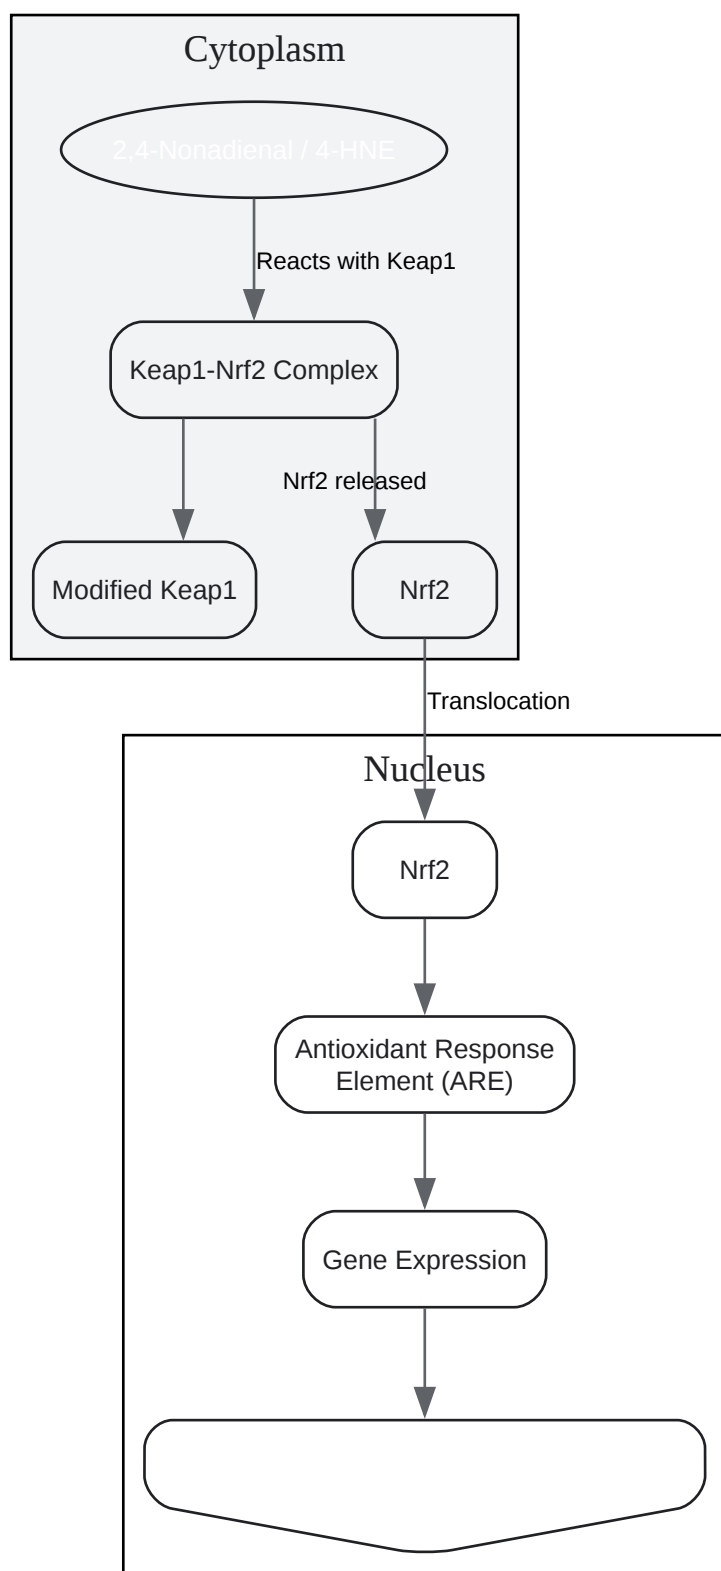 Cytoplasm
2,4-Nonadienal / 4-HNE
Reacts with Keap1
Keap1-Nrf2 Complex
Nrf2 released
Modified Keap1
Nrf2
Translocation
Nucleus
Nrf2
Antioxidant Response
Element (ARE)
Gene Expression